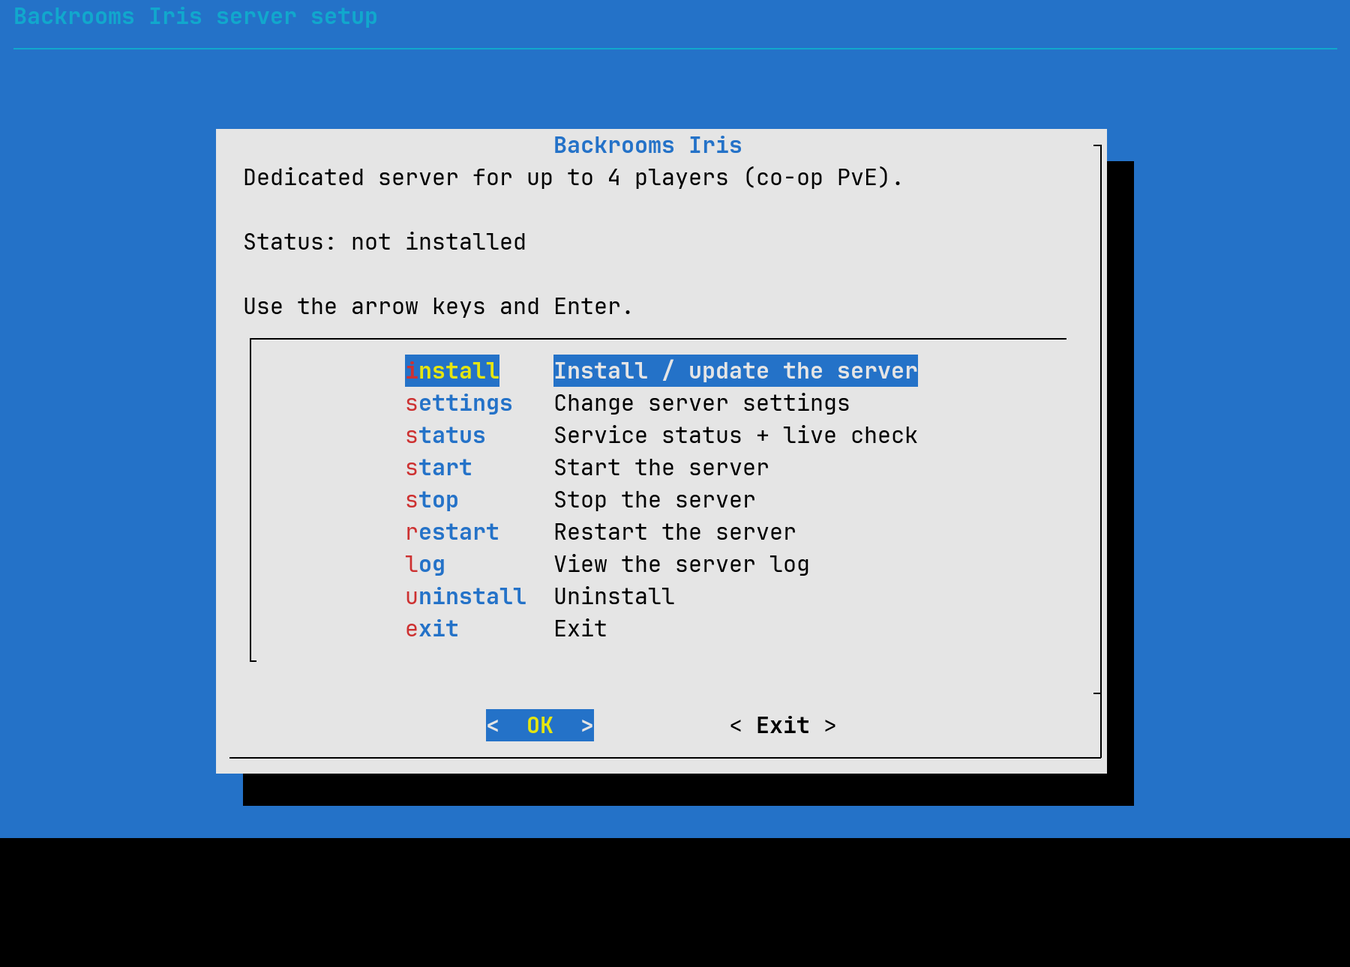 Backrooms Iris server setup
Backrooms Iris
Dedicated server for up to 4 players (co-op PvE).
Status: not installed
Use the arrow keys and Enter.
install Install / update the server
settings Change server settings
status Service status + live check
start Start the server
stop Stop the server
restart Restart the server
log View the server log
uninstall Uninstall
exit Exit
< OK > < Exit >